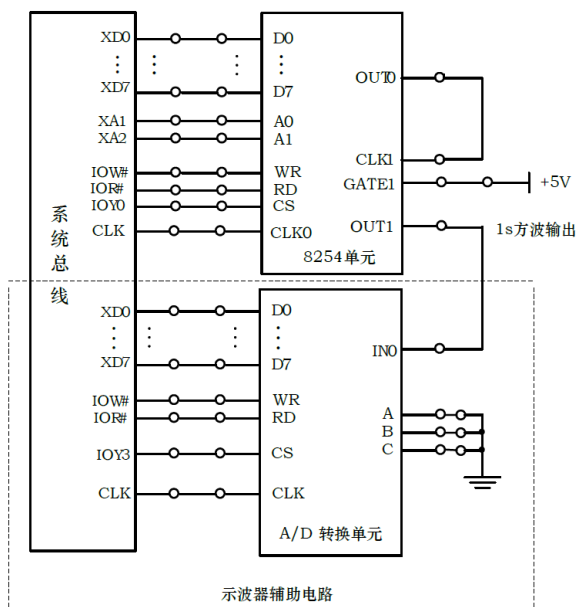 XD0
D0
XD7
D7
OUT0
XA1
A0
XA2
A1
CLK1
IOW#
WR
GATE1
+5V
IOR#
RD
IOY0
CS
CLK
CLK0
OUT1
1s方波输出
8254单元
系统总线
XD0
D0
XD7
D7
IN0
IOW#
WR
IOR#
RD
A
B
C
IOY3
CS
CLK
CLK
A/D 转换单元
示波器辅助电路